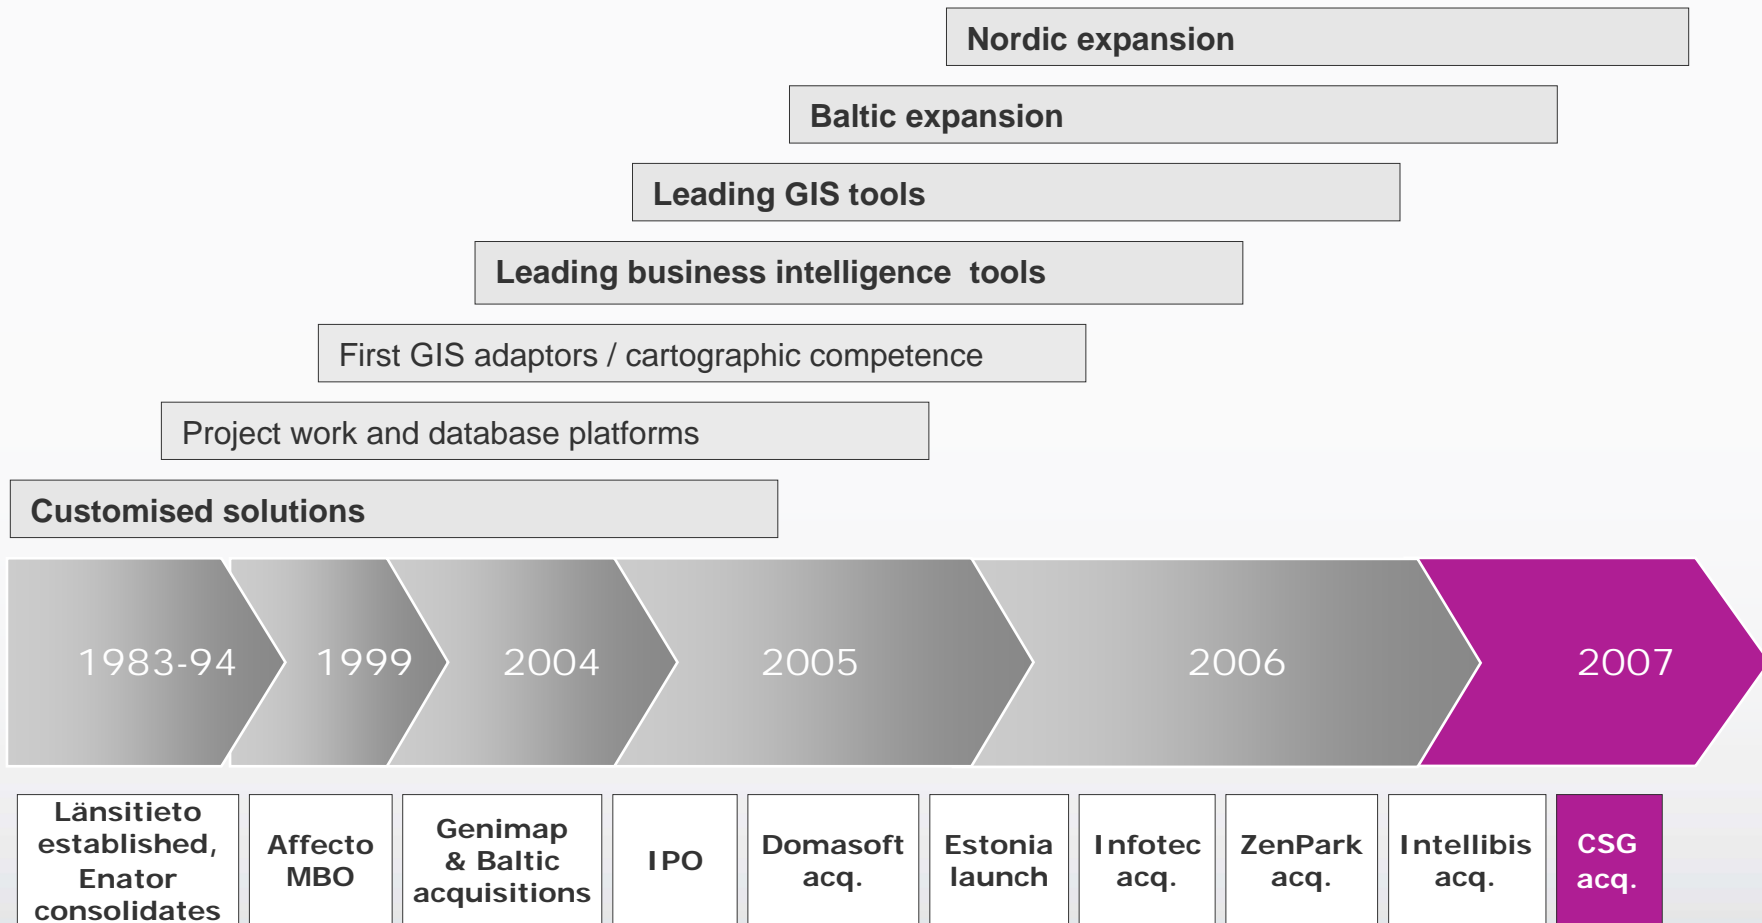 Nordic expansion
Baltic expansion
Leading GIS tools
Leading business intelligence  tools
First GIS adaptors / cartographic competence
Project work and database platforms
Customised solutions
1983-94
1999
2004
2005
2006
2007
Länsitieto
established,
Enator
consolidates
Affecto
MBO
Genimap
& Baltic
acquisitions
IPO
Domasoft
acq.
Estonia
launch
Infotec
acq.
ZenPark
acq.
Intellibis
acq.
CSG
acq.